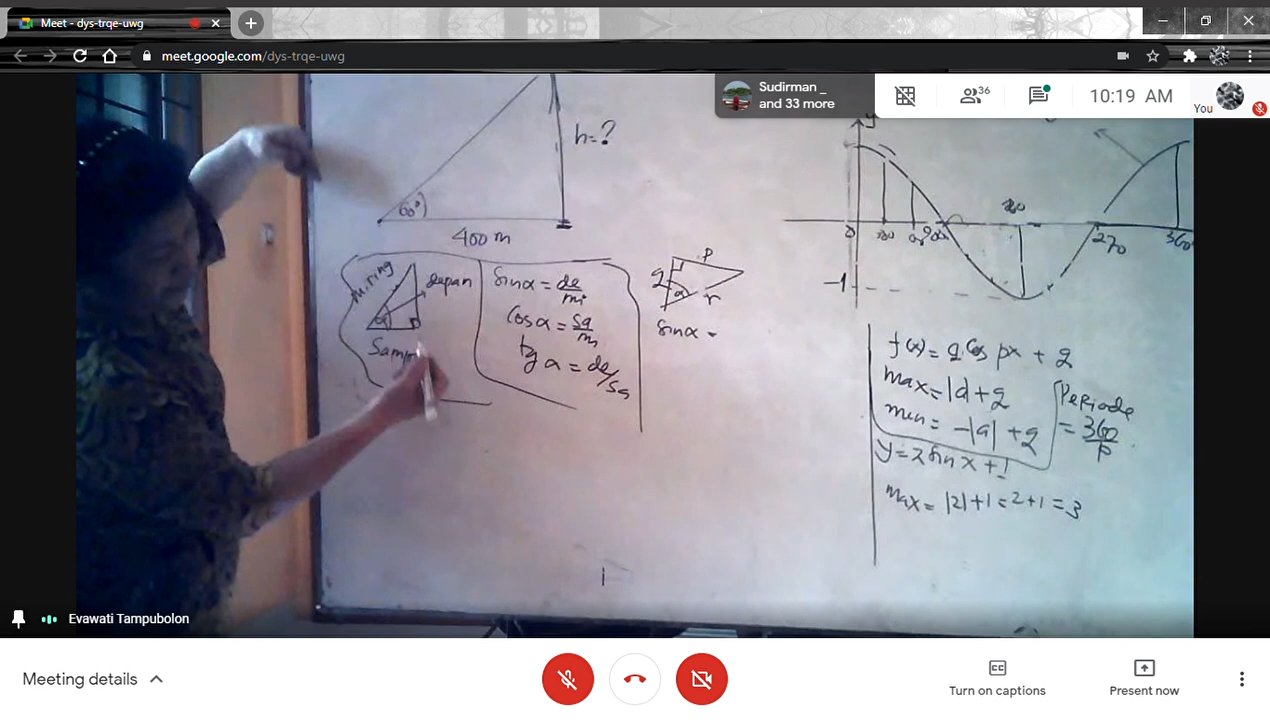 Meet - dys-trqe-uwg
meet.google.com/dys-trqe-uwg
Sudirman _
and 33 more
36
10:19 AM
You
h=?
60°
400 m
miring
depan
α
Samp
sin α = de/mi
Cos α = sa/m
tg α = de/sa
p
q
α
r
sin α =
y
0
90
180
270
360
-1
f(x) = a Cos px + q
max = |a| + q
min = -|a| + q
Periode
= 360/p
y = 2 sin x + 1
max = |2| + 1 = 2 + 1 = 3
Evawati Tampubolon
Meeting details
Turn on captions
Present now